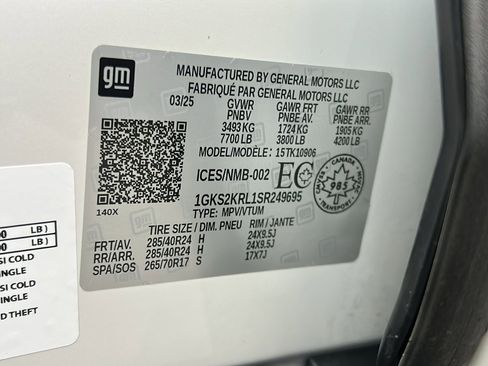 gm
MANUFACTURED BY GENERAL MOTORS LLC
FABRIQUÉ PAR GENERAL MOTORS LLC
03/25 GVWR GAWR FRT GAWR RR
PNBV PNBE AV. PNBE ARR.
3493 KG 1724 KG 1905 KG
7700 LB 3800 LB 4200 LB
MODEL/MODÈLE: 15TK10906
ICES/NMB-002 EC
CANADA
985
1GKS2KRL1SR249695
140X
TYPE: MPV/VTUM
TIRE SIZE / DIM. PNEU RIM / JANTE
FRT/AV. 285/40R24 H 24X9.5J
RR/ARR. 285/40R24 H 24X9.5J
SPA/SOS 265/70R17 S 17X7J
LB)
LB)
SI COLD
INGLE
SI COLD
INGLE
D THEFT